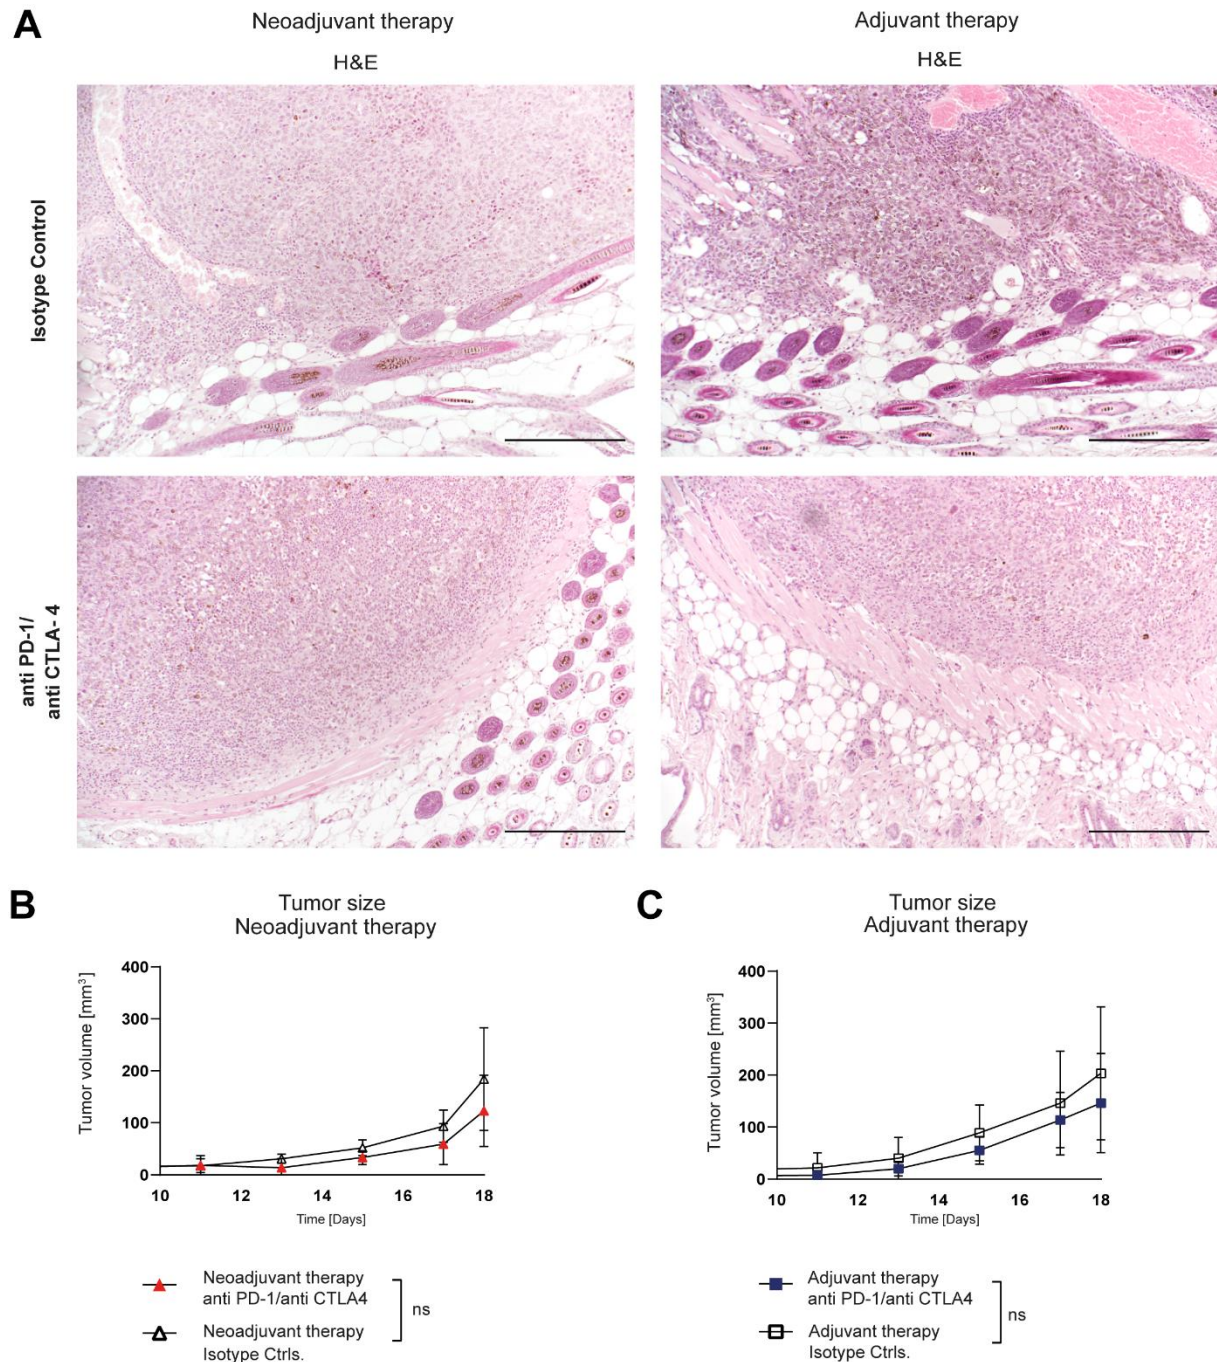 A
Neoadjuvant therapy
Adjuvant therapy
H&E
H&E
Isotype Control
anti PD-1/
anti CTLA- 4
B
Tumor size
Neoadjuvant therapy
Tumor volume [mm³]
400
300
200
100
0
10 12 14 16 18
Time [Days]
Neoadjuvant therapy
anti PD-1/anti CTLA4
Neoadjuvant therapy
Isotype Ctrls.
ns
C
Tumor size
Adjuvant therapy
Tumor volume [mm³]
400
300
200
100
0
10 12 14 16 18
Time [Days]
Adjuvant therapy
anti PD-1/anti CTLA4
Adjuvant therapy
Isotype Ctrls.
ns